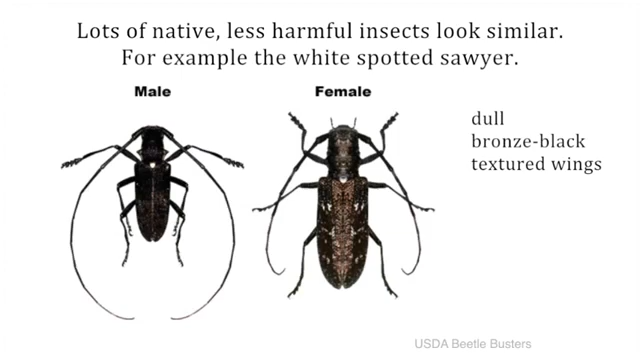 Lots of native, less harmful insects look similar.
For example the white spotted sawyer.
Male
Female
dull
bronze-black
textured wings
USDA Beetle Busters